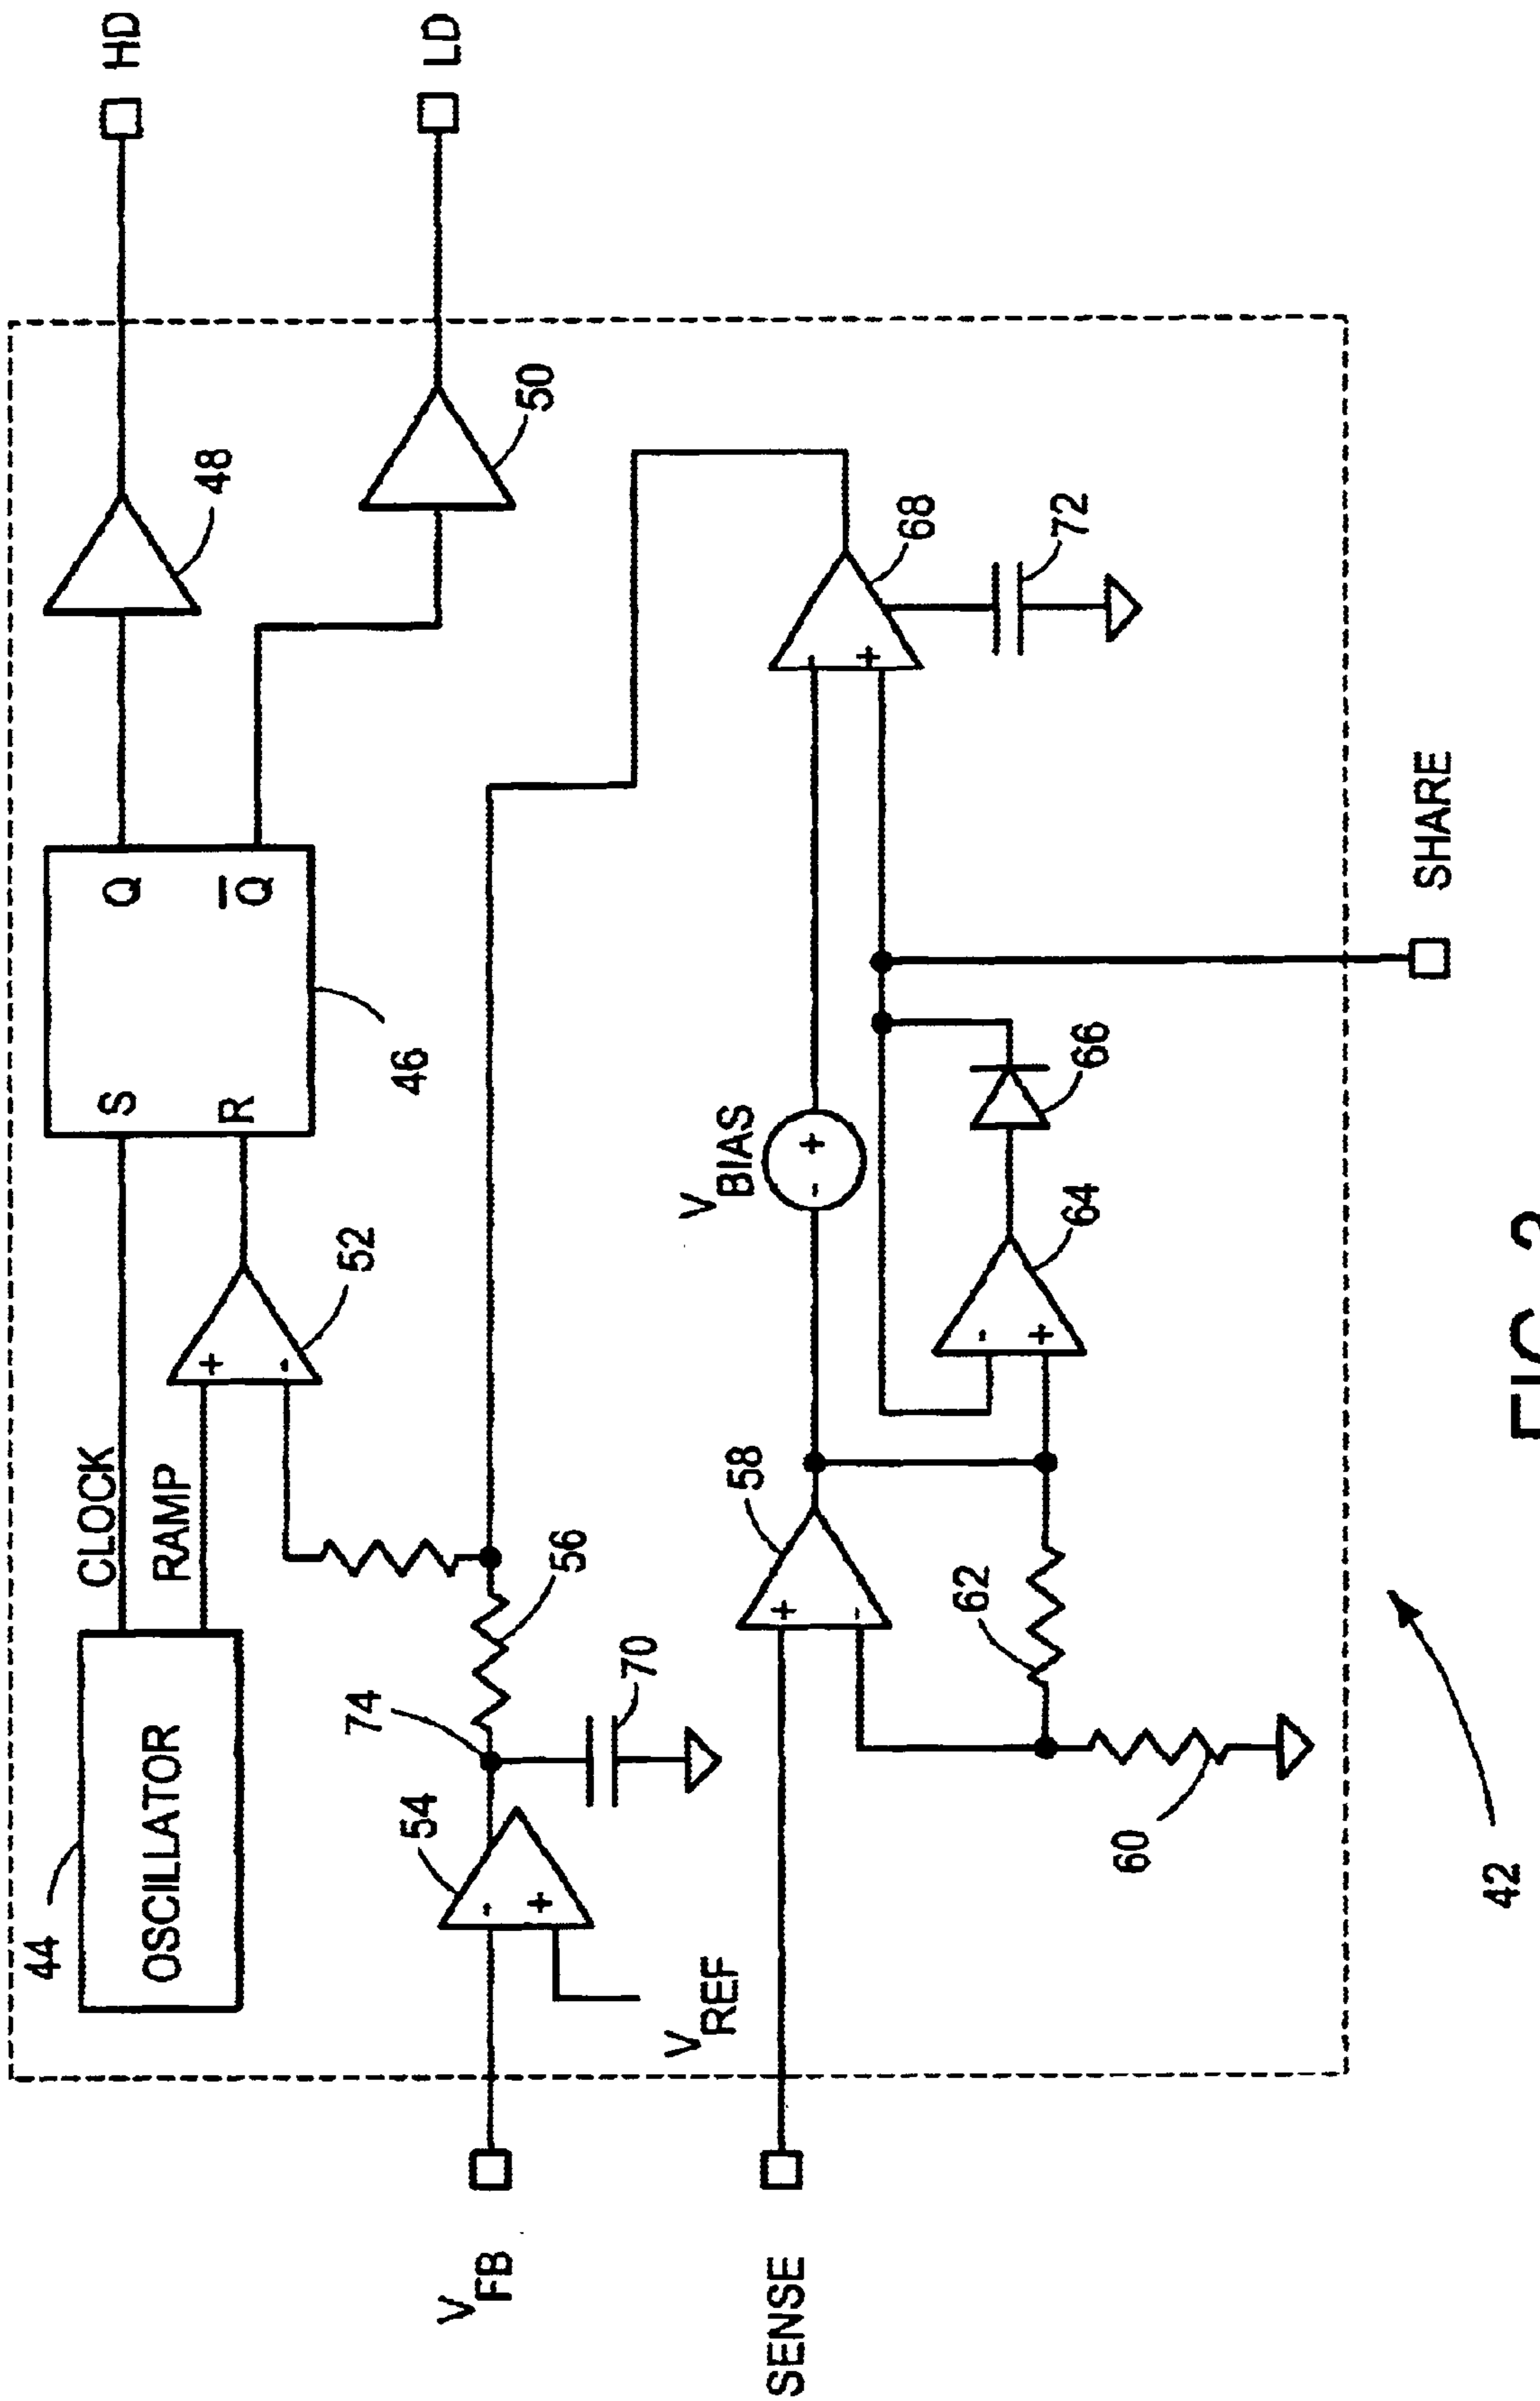 HD
LD
48
50
Q
Q
S
R
46
CLOCK
RAMP
+
-
52
44
OSCILLATOR
54
-
+
74
56
70
V FB
V REF
SENSE
58
+
-
62
60
V BIAS
-
+
64
-
+
66
68
-
+
72
SHARE
42